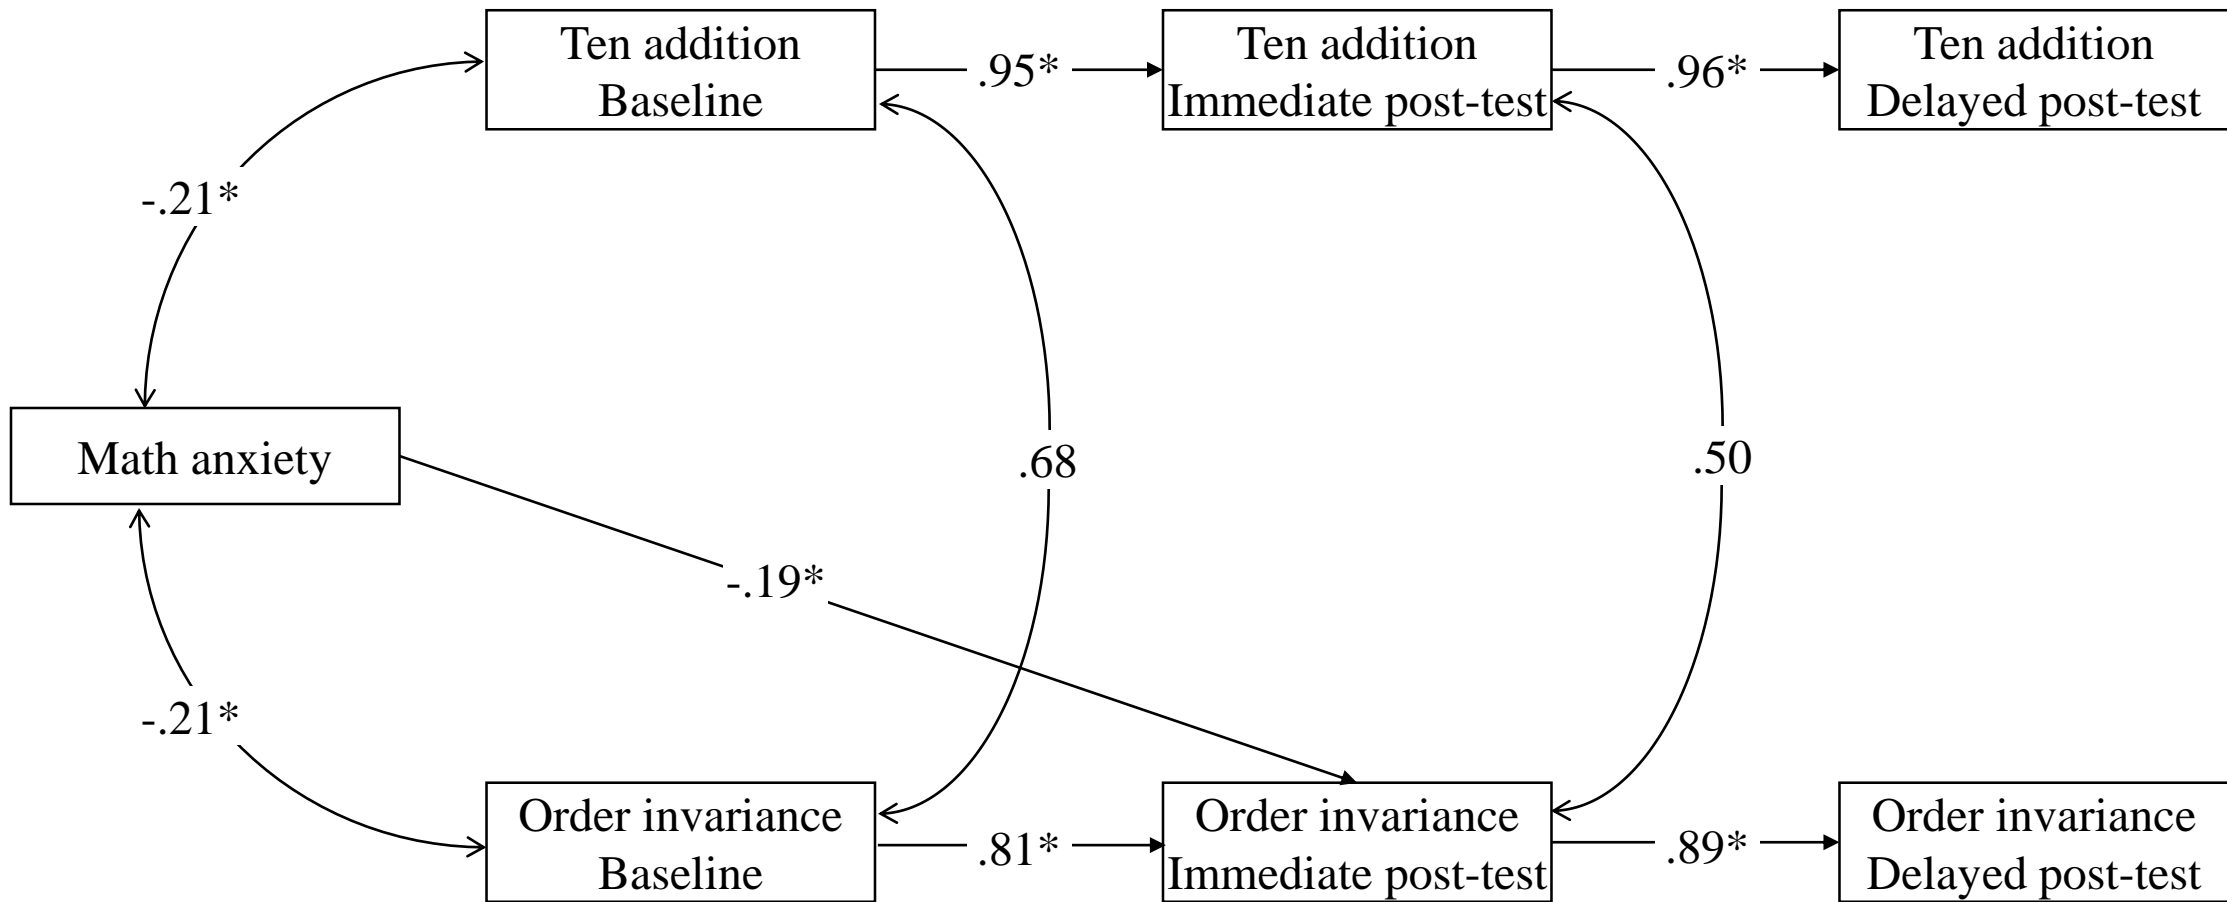 Ten addition
Baseline
.95*
Ten addition
Immediate post-test
.96*
Ten addition
Delayed post-test
-.21*
Math anxiety
.68
.50
-.19*
-.21*
Order invariance
Baseline
.81*
Order invariance
Immediate post-test
.89*
Order invariance
Delayed post-test